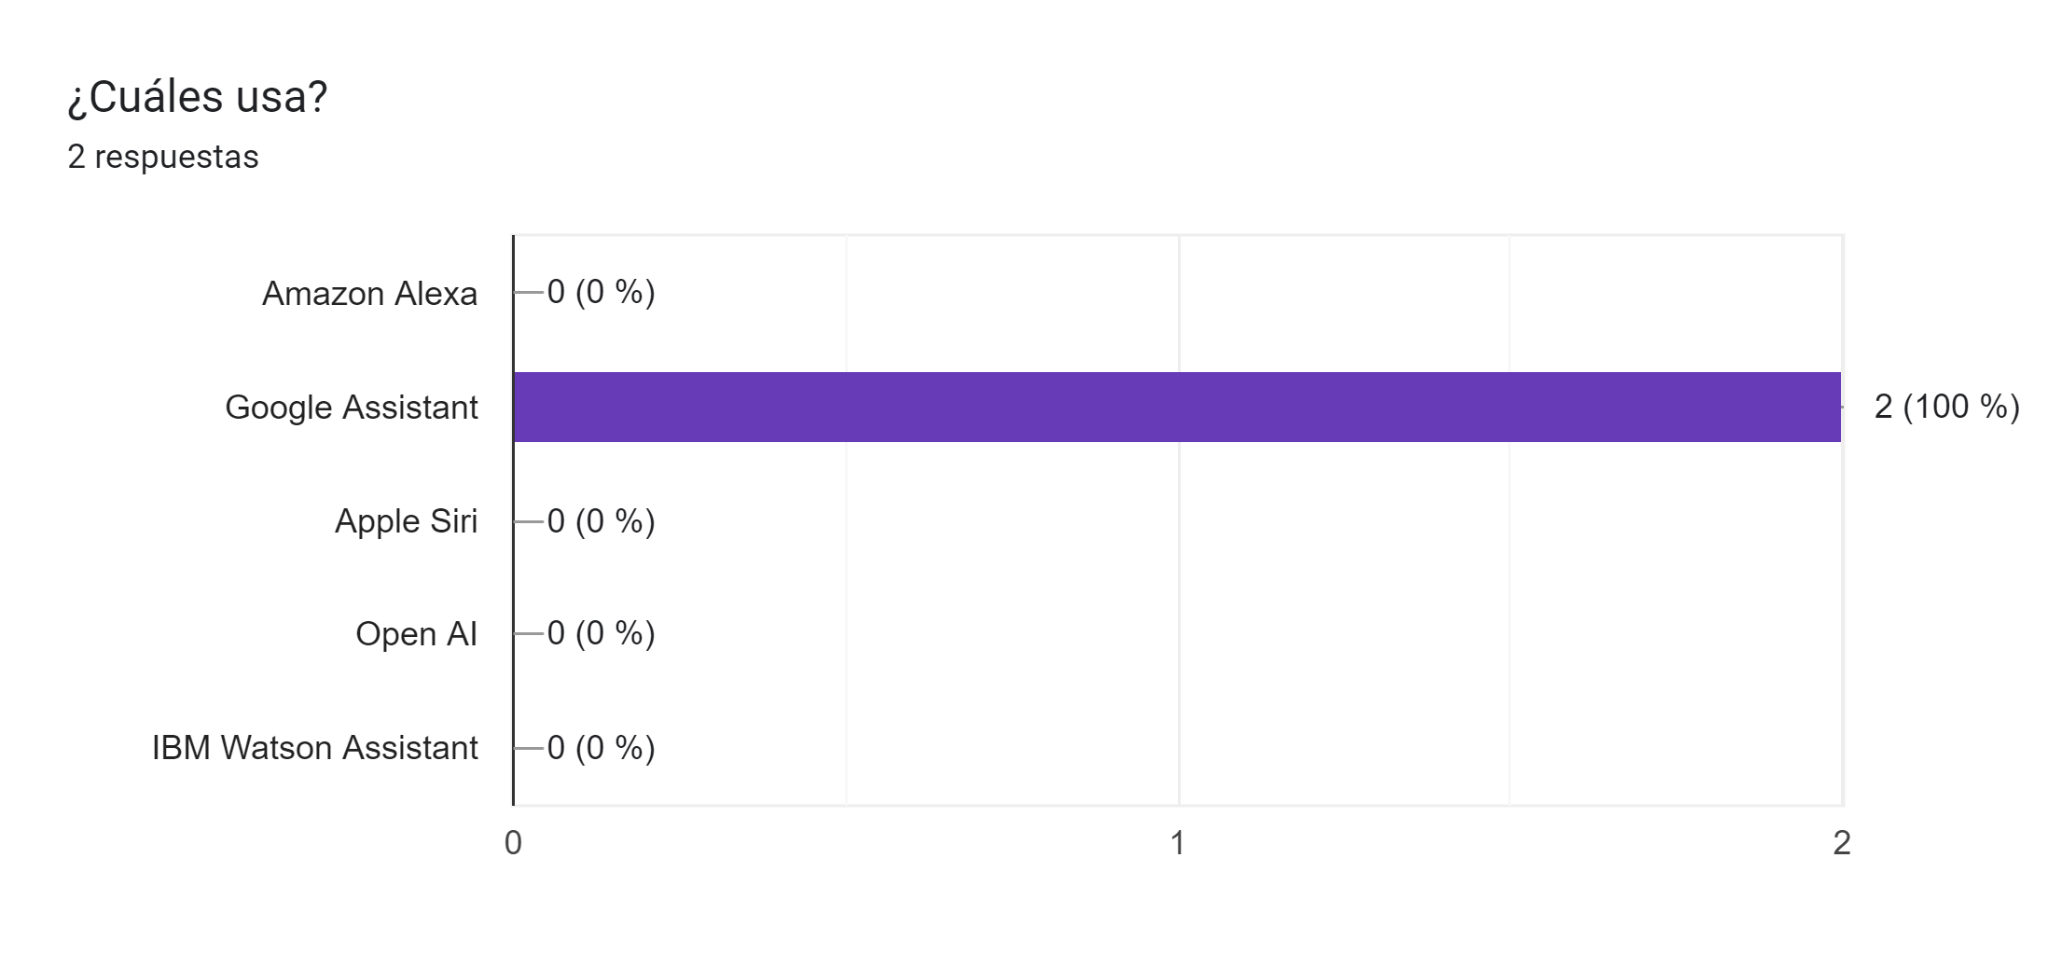 ¿Cuáles usa?
2 respuestas
Amazon Alexa 0 (0 %)
Google Assistant 2 (100 %)
Apple Siri 0 (0 %)
Open AI 0 (0 %)
IBM Watson Assistant 0 (0 %)
0 1 2